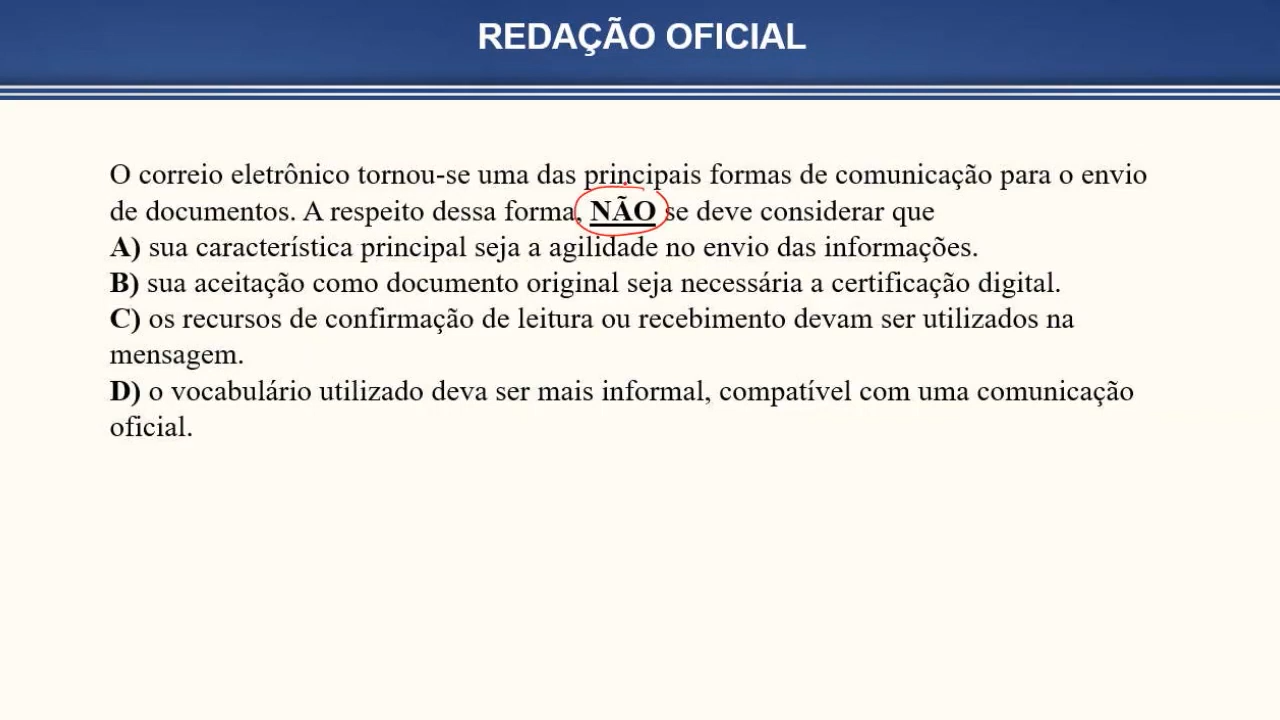 REDAÇÃO OFICIAL
O correio eletrônico tornou-se uma das principais formas de comunicação para o envio
de documentos. A respeito dessa forma, NÃO se deve considerar que
A) sua característica principal seja a agilidade no envio das informações.
B) sua aceitação como documento original seja necessária a certificação digital.
C) os recursos de confirmação de leitura ou recebimento devam ser utilizados na
mensagem.
D) o vocabulário utilizado deva ser mais informal, compatível com uma comunicação
oficial.